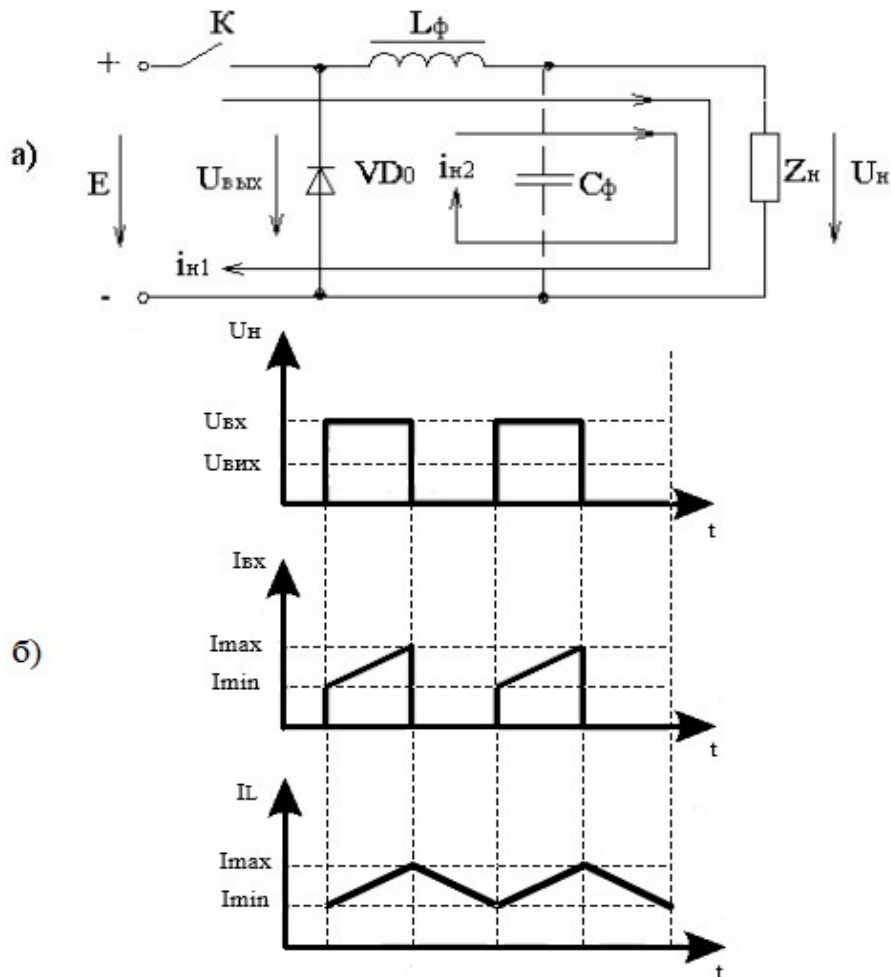 К
Lф
+
а)
E
Uвых
VD0
iн2
Cф
Zн
Uн
iн1
-
Uн
Uвх
Uвих
t
Iвх
б)
Imax
Imin
t
IL
Imax
Imin
t